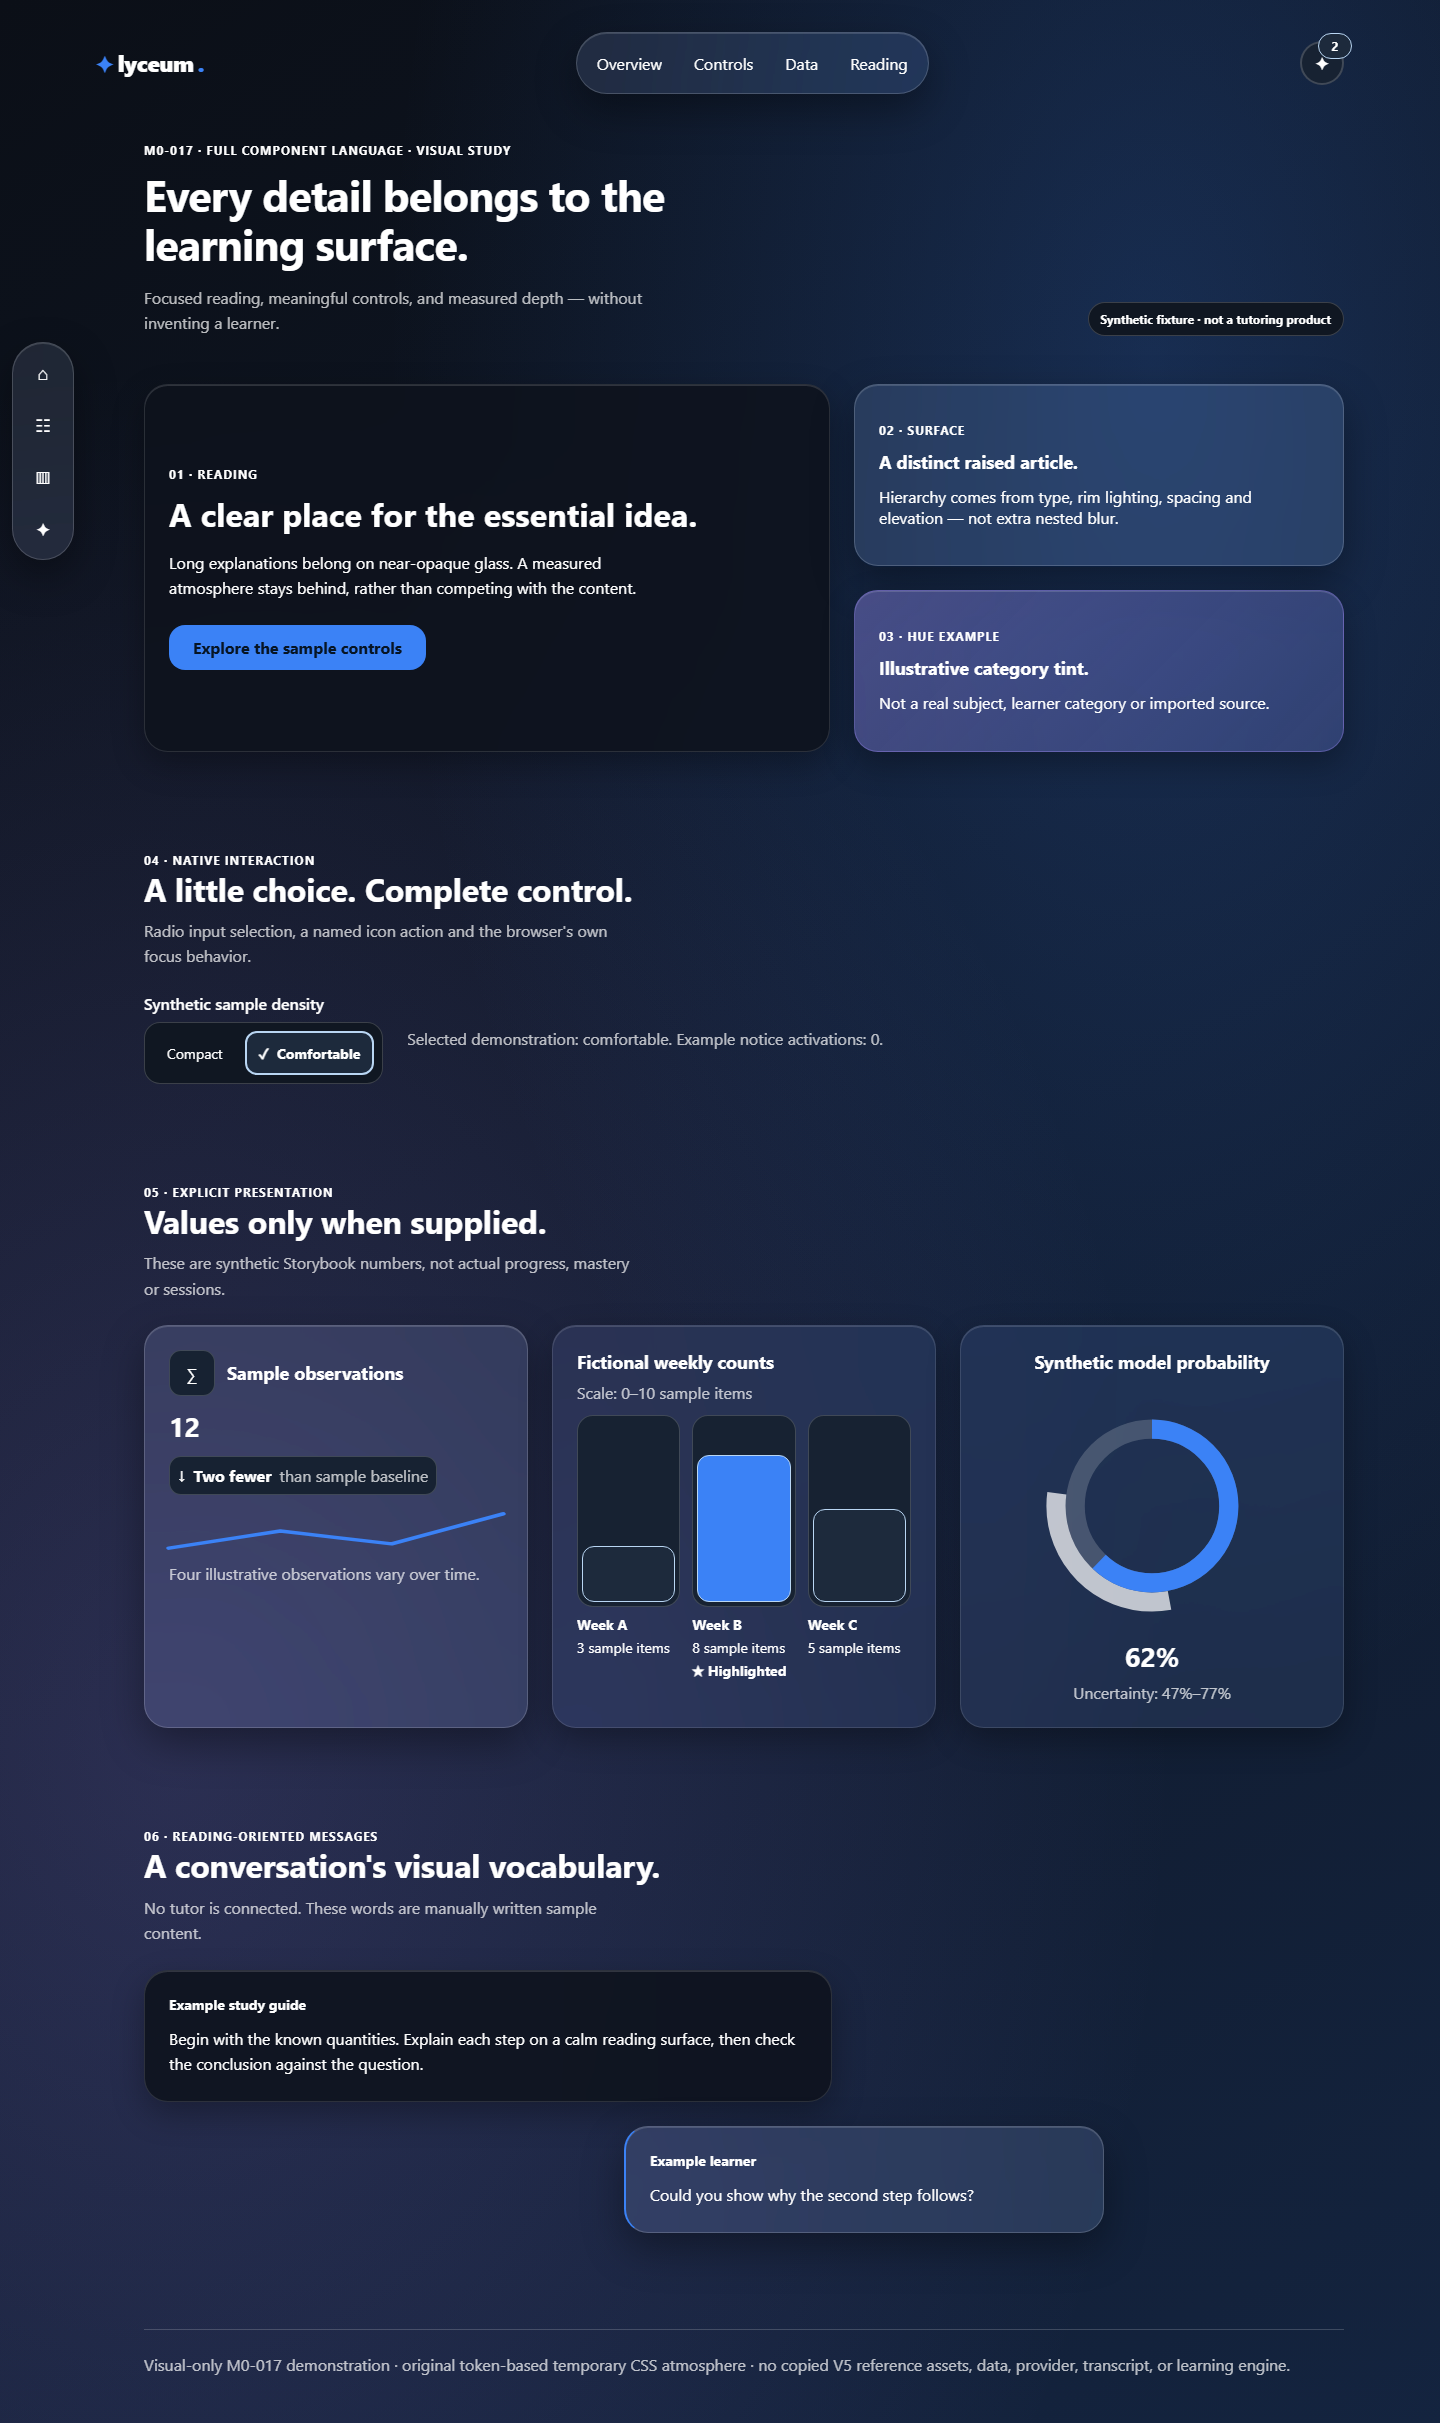 ✦ lyceum.
Overview Controls Data Reading
2
✦
M0-017 · FULL COMPONENT LANGUAGE · VISUAL STUDY
Every detail belongs to the
learning surface.
Focused reading, meaningful controls, and measured depth — without
inventing a learner.
Synthetic fixture · not a tutoring product
01 · READING
A clear place for the essential idea.
Long explanations belong on near-opaque glass. A measured
atmosphere stays behind, rather than competing with the content.
Explore the sample controls
02 · SURFACE
A distinct raised article.
Hierarchy comes from type, rim lighting, spacing and
elevation — not extra nested blur.
03 · HUE EXAMPLE
Illustrative category tint.
Not a real subject, learner category or imported source.
04 · NATIVE INTERACTION
A little choice. Complete control.
Radio input selection, a named icon action and the browser's own
focus behavior.
Synthetic sample density
Compact ✓ Comfortable
Selected demonstration: comfortable. Example notice activations: 0.
05 · EXPLICIT PRESENTATION
Values only when supplied.
These are synthetic Storybook numbers, not actual progress, mastery
or sessions.
∑ Sample observations
12
↓ Two fewer than sample baseline
Four illustrative observations vary over time.
Fictional weekly counts
Scale: 0–10 sample items
Week A
3 sample items
Week B
8 sample items
★ Highlighted
Week C
5 sample items
Synthetic model probability
62%
Uncertainty: 47%–77%
06 · READING-ORIENTED MESSAGES
A conversation's visual vocabulary.
No tutor is connected. These words are manually written sample
content.
Example study guide
Begin with the known quantities. Explain each step on a calm reading surface, then check
the conclusion against the question.
Example learner
Could you show why the second step follows?
Visual-only M0-017 demonstration · original token-based temporary CSS atmosphere · no copied V5 reference assets, data, provider, transcript, or learning engine.